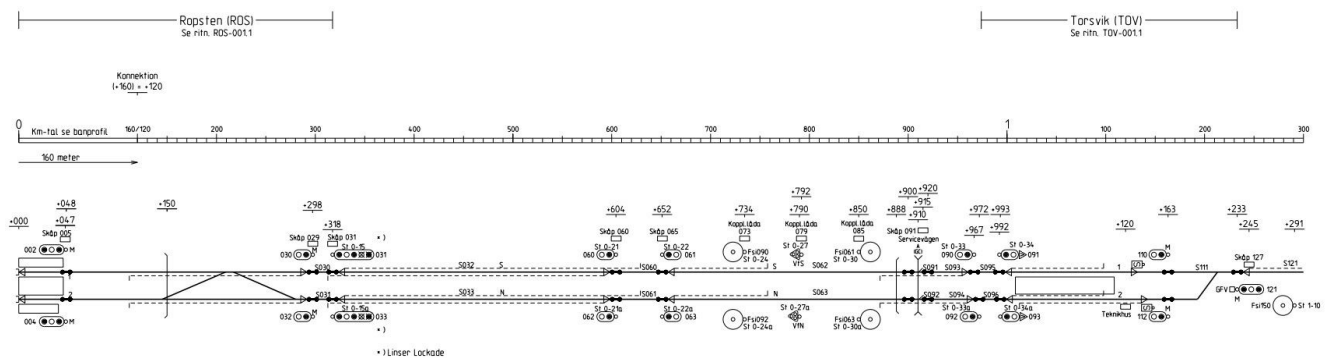 Ropsten (ROS)
Se ritn. ROS-001.1
Torsvik (TOV)
Se ritn. TOV-001.1
Konnektion
(+160) = +120
0
Km-tal se banprofil
160/120
200
300
400
500
600
700
800
900
1
100
200
300
160 meter
+000
+048
+047
+150
+298
+318
+604
+652
+734
+792
+790
+850
+888
+900
+920
+915
+910
+972
+967
+993
+992
+120
+163
+233
+245
+291
Skåp 005
Skåp 029
Skåp 031
*)
Skåp 060
Skåp 065
Koppl.låda
073
Koppl.låda
079
Koppl.låda
085
Skåp 091
Servicevägen
Skåp 127
002 M
030 M
St 0-15
031
St 0-21
060
St 0-22
061
Fsi090
St 0-24
St 0-27
VfS
Fsi061
St 0-30
St 0-33
090
St 0-34
091
110 M
1
S030
S032
S
S060
S
S062
S091
S093
S095
1
S111
S121
2
S031
S033
N
S061
N
S063
S092
S094
S096
2
GFV
121
M
004 M
032 M
St 0-15a
033
St 0-21a
062
St 0-22a
063
Fsi092
St 0-24a
St 0-27a
VfN
Fsi063
St 0-30a
St 0-33a
092
St 0-34a
093
Teknikhus
112 M
Fsi150
St 1-10
*) Linser Lockade